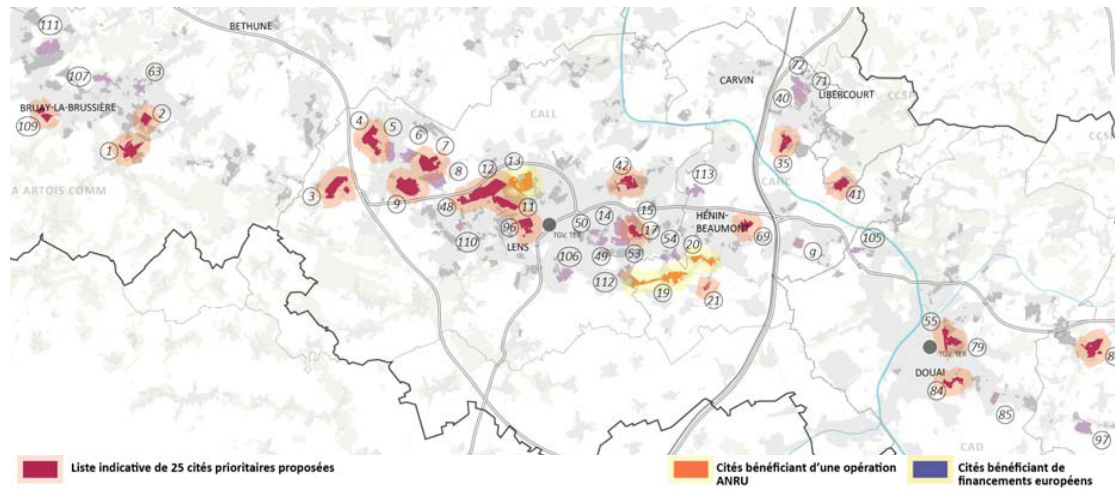 111
BETHUNE
72
63
107
CARVIN
71
LIBERCOURT
40
BRUAY-LA-BRUSSIÈRE
2
109
4
5
6
7
CALL
CCS
1
35
8
13
12
42
113
A ARTOIS COMM
3
9
48
11
CAHC
41
96
50
14
15
17
HÉNIN-
BEAUMONT
69
LENS
TGV, TER
110
106
49
53
54
20
9
105
112
19
21
55
79
TGV, TER
DOUAI
84
85
97
CAD
Liste indicative de 25 cités prioritaires proposées
Cités bénéficiant d'une opération
ANRU
Cités bénéficiant de
financements européens